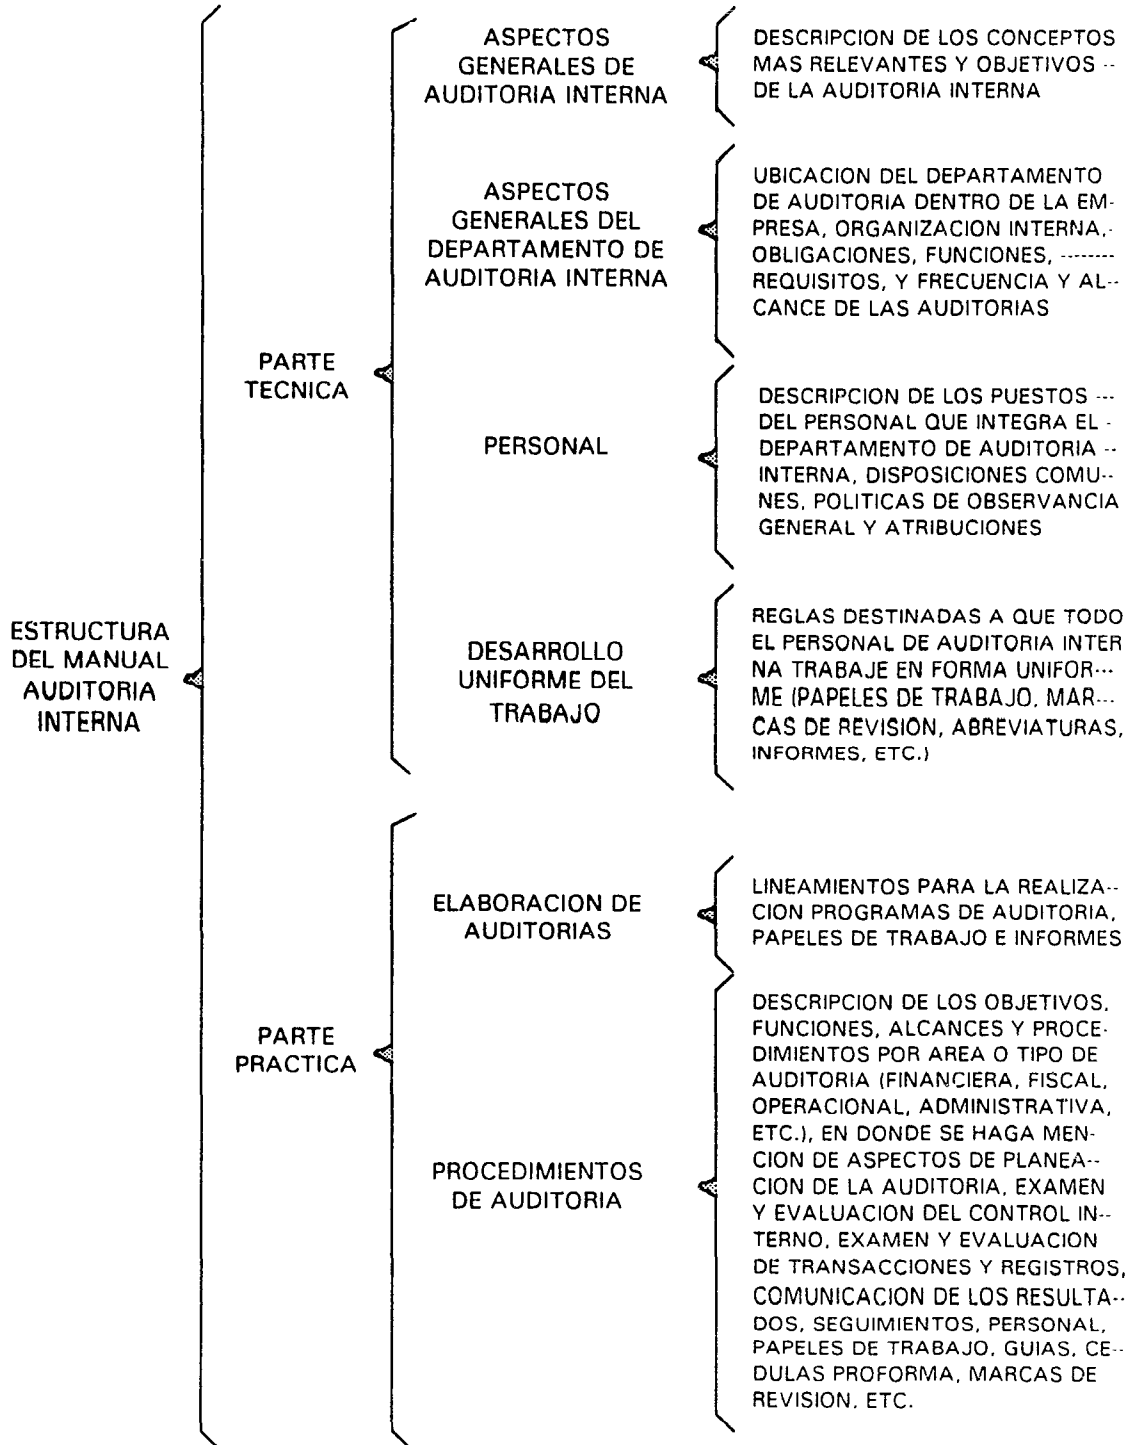 ESTRUCTURA
DEL MANUAL
AUDITORIA
INTERNA
PARTE
TECNICA
ASPECTOS
GENERALES DE
AUDITORIA INTERNA
DESCRIPCION DE LOS CONCEPTOS
MAS RELEVANTES Y OBJETIVOS --
DE LA AUDITORIA INTERNA
ASPECTOS
GENERALES DEL
DEPARTAMENTO DE
AUDITORIA INTERNA
UBICACION DEL DEPARTAMENTO
DE AUDITORIA DENTRO DE LA EM-
PRESA, ORGANIZACION INTERNA,-
OBLIGACIONES, FUNCIONES, --------
REQUISITOS, Y FRECUENCIA Y AL--
CANCE DE LAS AUDITORIAS
PERSONAL
DESCRIPCION DE LOS PUESTOS ---
DEL PERSONAL QUE INTEGRA EL -
DEPARTAMENTO DE AUDITORIA --
INTERNA, DISPOSICIONES COMU--
NES, POLITICAS DE OBSERVANCIA
GENERAL Y ATRIBUCIONES
DESARROLLO
UNIFORME DEL
TRABAJO
REGLAS DESTINADAS A QUE TODO
EL PERSONAL DE AUDITORIA INTER
NA TRABAJE EN FORMA UNIFOR---
ME (PAPELES DE TRABAJO, MAR---
CAS DE REVISION, ABREVIATURAS,
INFORMES, ETC.)
PARTE
PRACTICA
ELABORACION DE
AUDITORIAS
LINEAMIENTOS PARA LA REALIZA--
CION PROGRAMAS DE AUDITORIA,
PAPELES DE TRABAJO E INFORMES
PROCEDIMIENTOS
DE AUDITORIA
DESCRIPCION DE LOS OBJETIVOS,
FUNCIONES, ALCANCES Y PROCE-
DIMIENTOS POR AREA O TIPO DE
AUDITORIA (FINANCIERA, FISCAL,
OPERACIONAL, ADMINISTRATIVA,
ETC.), EN DONDE SE HAGA MEN-
CION DE ASPECTOS DE PLANEA--
CION DE LA AUDITORIA, EXAMEN
Y EVALUACION DEL CONTROL IN--
TERNO, EXAMEN Y EVALUACION
DE TRANSACCIONES Y REGISTROS,
COMUNICACION DE LOS RESULTA--
DOS, SEGUIMIENTOS, PERSONAL,
PAPELES DE TRABAJO, GUIAS, CE--
DULAS PROFORMA, MARCAS DE
REVISION, ETC.